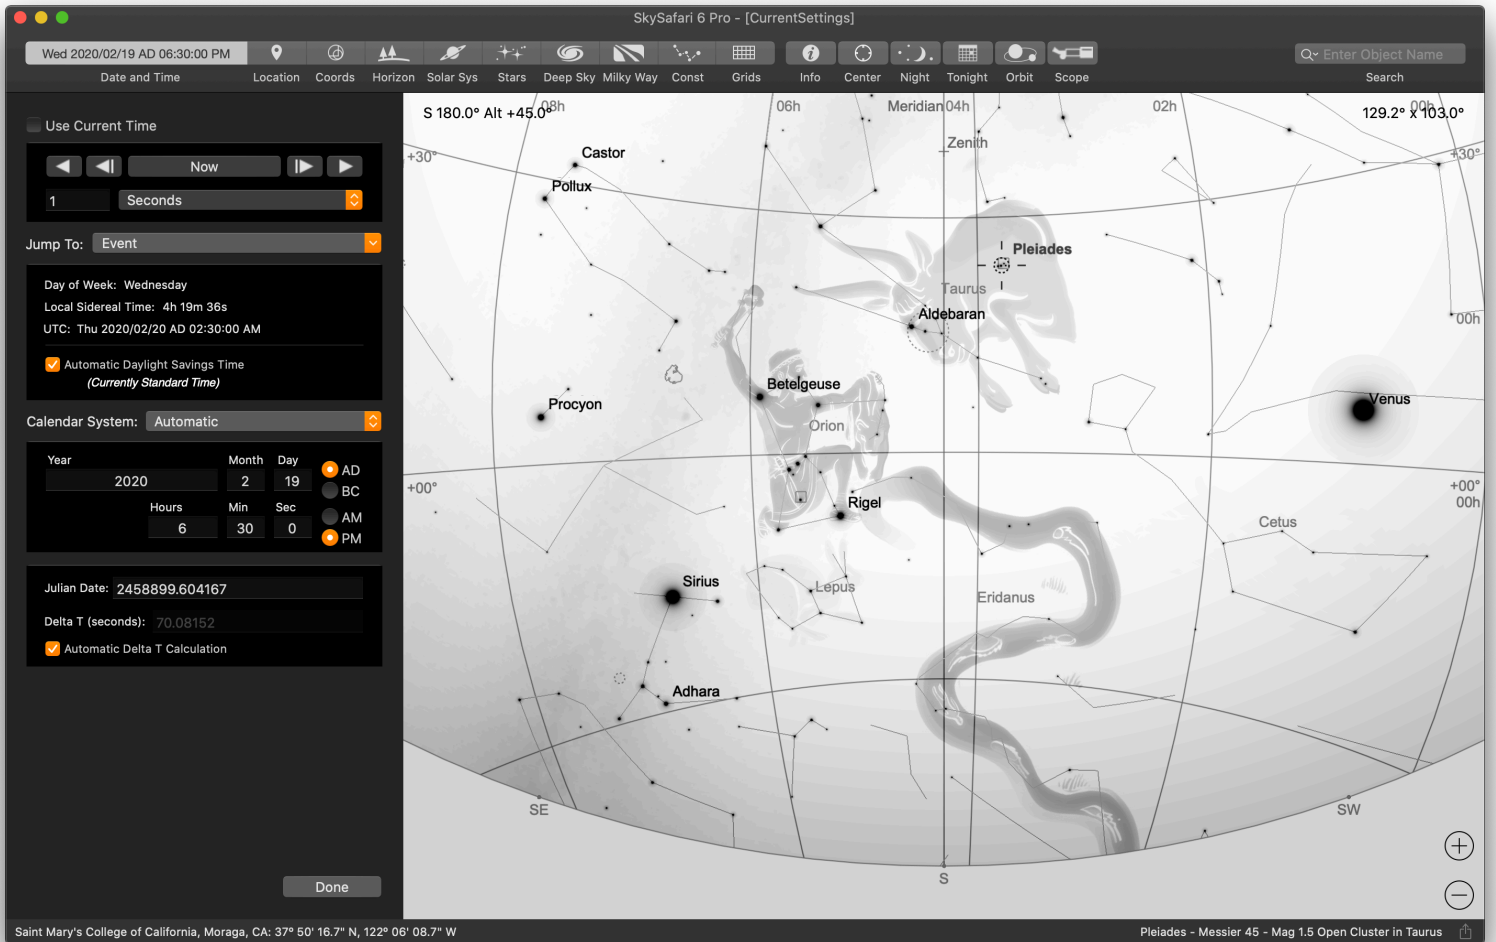 SkySafari 6 Pro - [CurrentSettings]
Wed 2020/02/19 AD 06:30:00 PM
Enter Object Name
Date and Time Location Coords Horizon Solar Sys Stars Deep Sky Milky Way Const Grids Info Center Night Tonight Orbit Scope Search
Use Current Time
Now
1 Seconds
Jump To: Event
Day of Week: Wednesday
Local Sidereal Time: 4h 19m 36s
UTC: Thu 2020/02/20 AD 02:30:00 AM
Automatic Daylight Savings Time
(Currently Standard Time)
Calendar System: Automatic
Year Month Day
2020 2 19
AD
BC
Hours Min Sec
6 30 0
AM
PM
Julian Date: 2458899.604167
Delta T (seconds): 70.08152
Automatic Delta T Calculation
Done
08h 06h Meridian 04h 02h 00h
S 180.0° Alt +45.0° 129.2° x 103.0°
Zenith
+30° +30°
Castor
Pollux
Pleiades
Taurus
Aldebaran
00h
Betelgeuse
Procyon
Venus
Orion
+00° +00°
00h
Rigel
Cetus
Sirius
Lepus
Eridanus
Adhara
SE SW
S
Saint Mary's College of California, Moraga, CA: 37° 50' 16.7" N, 122° 06' 08.7" W
Pleiades - Messier 45 - Mag 1.5 Open Cluster in Taurus